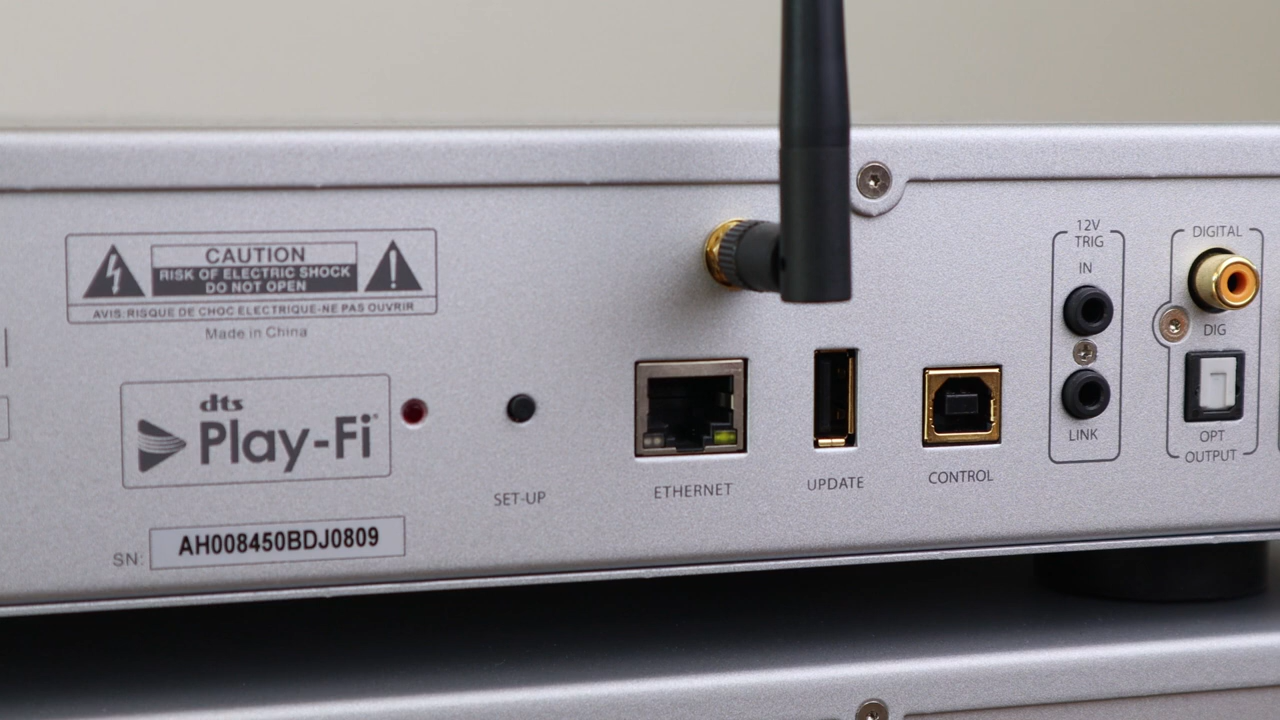 CAUTION
RISK OF ELECTRIC SHOCK
DO NOT OPEN
AVIS:RISQUE DE CHOC ELECTRIQUE-NE PAS OUVRIR
Made in China
dts
Play-Fi
SN:
AH008450BDJ0809
SET-UP
ETHERNET
UPDATE
CONTROL
12V
TRIG
IN
LINK
DIGITAL
DIG
OPT
OUTPUT